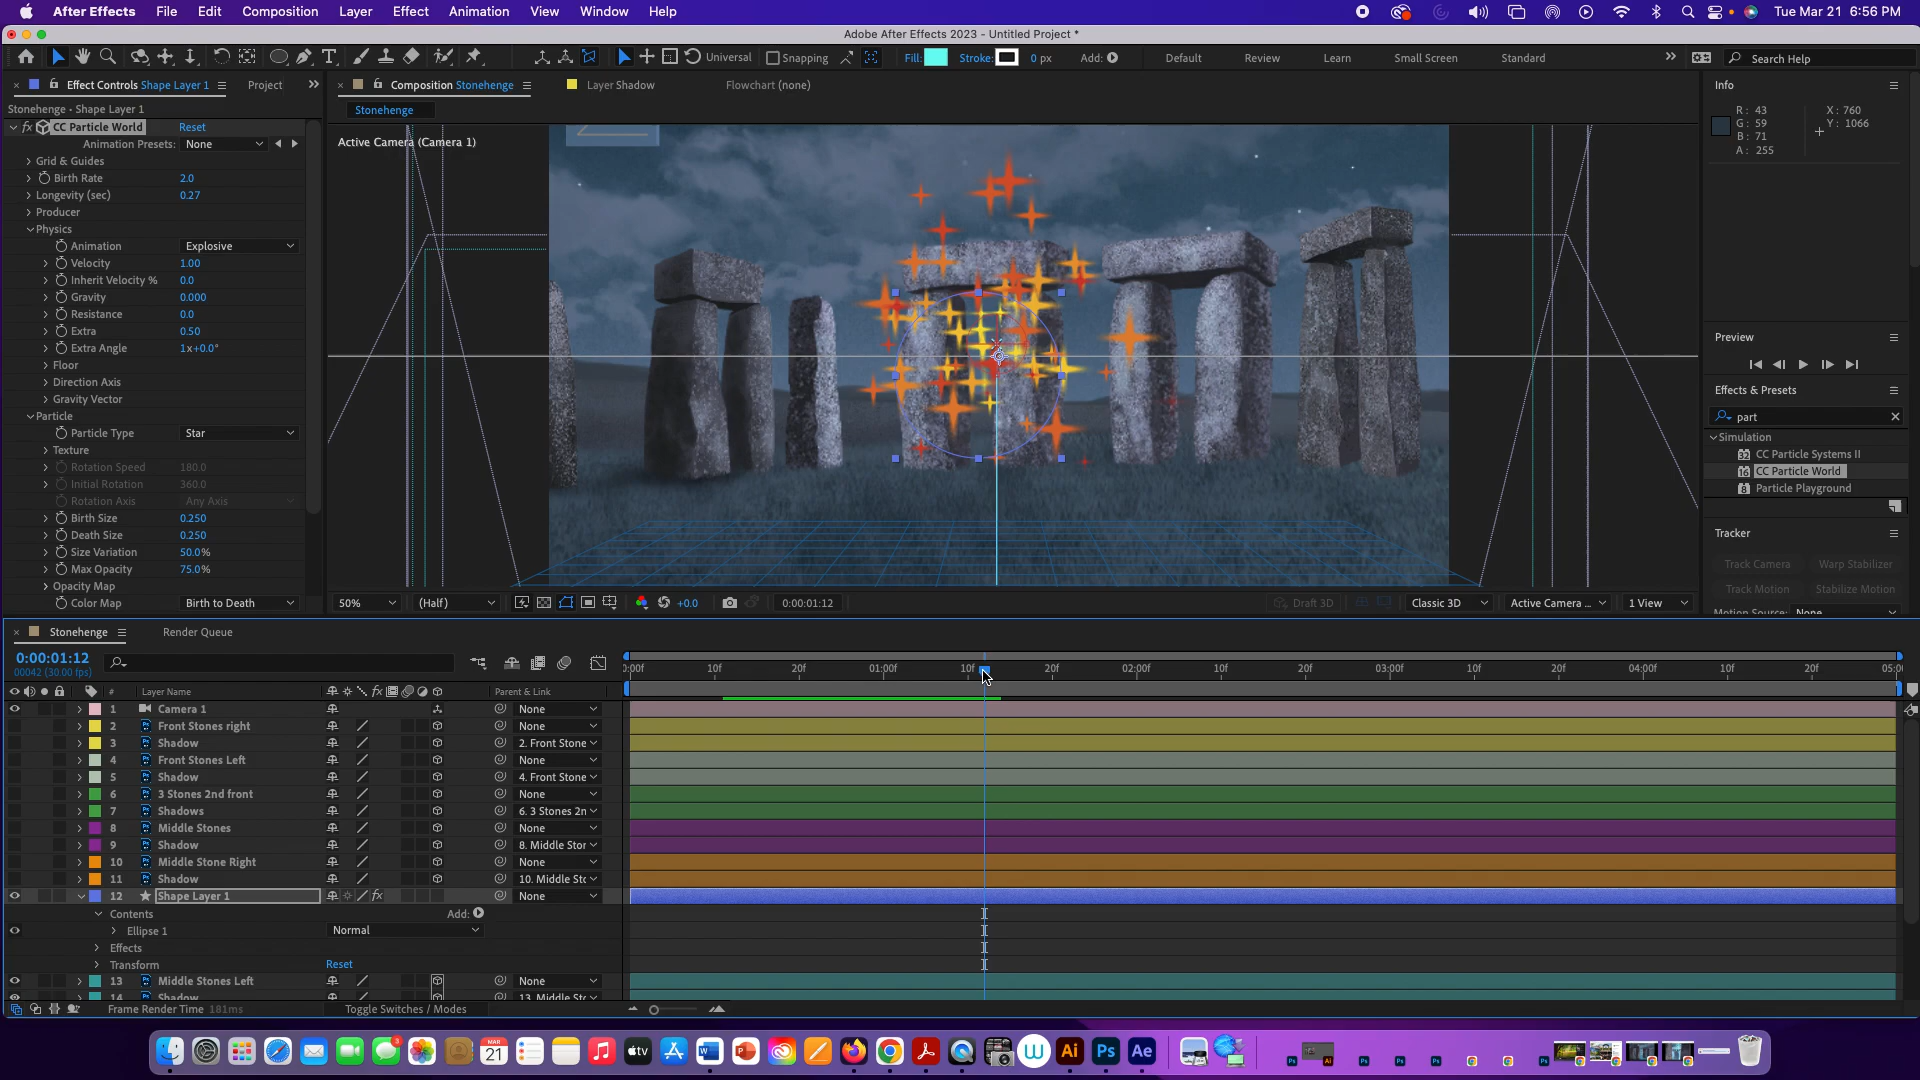 After Effects File Edit Composition Layer Effect Animation View Window Help Tue Mar 21 6:56 PM
Adobe After Effects 2023 - Untitled Project *
Universal Snapping Fill: Stroke: 0 px Add: Default Review Learn Small Screen Standard Search Help
Effect Controls Shape Layer 1 Project Composition Stonehenge Layer Shadow Flowchart (none) Info
Stonehenge - Shape Layer 1 Stonehenge
R: 43 X: 760
G: 59 Y: 1066
B: 71
A: 255
fx CC Particle World Reset
Active Camera (Camera 1)
Animation Presets: None
Grid & Guides
Birth Rate 2.0
Longevity (sec) 0.27
Producer
Physics
Animation Explosive
Velocity 1.00
Inherit Velocity % 0.0
Gravity 0.000
Resistance 0.0
Extra 0.50
Extra Angle 1x+0.0°
Floor
Direction Axis
Gravity Vector
Particle
Particle Type Star
Texture
Rotation Speed 180.0
Initial Rotation 360.0
Rotation Axis Any Axis
Birth Size 0.250
Death Size 0.250
Size Variation 50.0%
Max Opacity 75.0%
Opacity Map
Color Map Birth to Death
Preview
Effects & Presets
part
Simulation
CC Particle Systems II
CC Particle World
Particle Playground
Tracker
Track Camera Warp Stabilizer
Track Motion Stabilize Motion
Motion Source: None
50% (Half) +0.0 0:00:01:12 Draft 3D Classic 3D Active Camera ... 1 View
Stonehenge Render Queue
0:00:01:12
00042 (30.00 fps)
0:00f 10f 20f 01:00f 10f 20f 02:00f 10f 20f 03:00f 10f 20f 04:00f 10f 20f 05:0
# Layer Name fx Parent & Link
1 Camera 1 None
2 Front Stones right None
3 Shadow 2. Front Stone
4 Front Stones Left None
5 Shadow 4. Front Stone
6 3 Stones 2nd front None
7 Shadows 6. 3 Stones 2n
8 Middle Stones None
9 Shadow 8. Middle Stor
10 Middle Stone Right None
11 Shadow 10. Middle Stc
12 Shape Layer 1 fx None
Contents Add:
Ellipse 1 Normal
Effects
Transform Reset
13 Middle Stones Left None
14 Shadow 13. Middle Stc
Frame Render Time 181ms Toggle Switches / Modes
3
MAR
21
tv
W
P
W
Ai
Ps
Ae